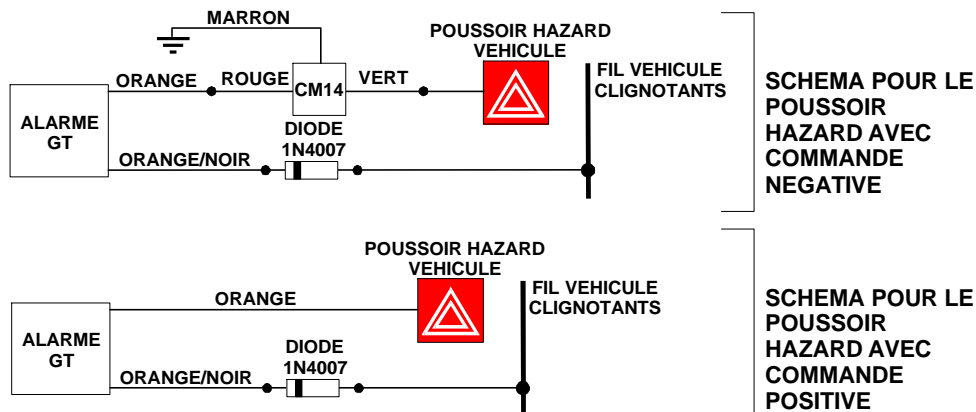 MARRON
POUSSOIR HAZARD
VEHICULE
ORANGE
ROUGE
CM14
VERT
FIL VEHICULE
CLIGNOTANTS
ALARME
GT
DIODE
1N4007
ORANGE/NOIR
SCHEMA POUR LE
POUSSOIR
HAZARD AVEC
COMMANDE
NEGATIVE
POUSSOIR HAZARD
VEHICULE
ORANGE
FIL VEHICULE
CLIGNOTANTS
ALARME
GT
DIODE
1N4007
ORANGE/NOIR
SCHEMA POUR LE
POUSSOIR
HAZARD AVEC
COMMANDE
POSITIVE